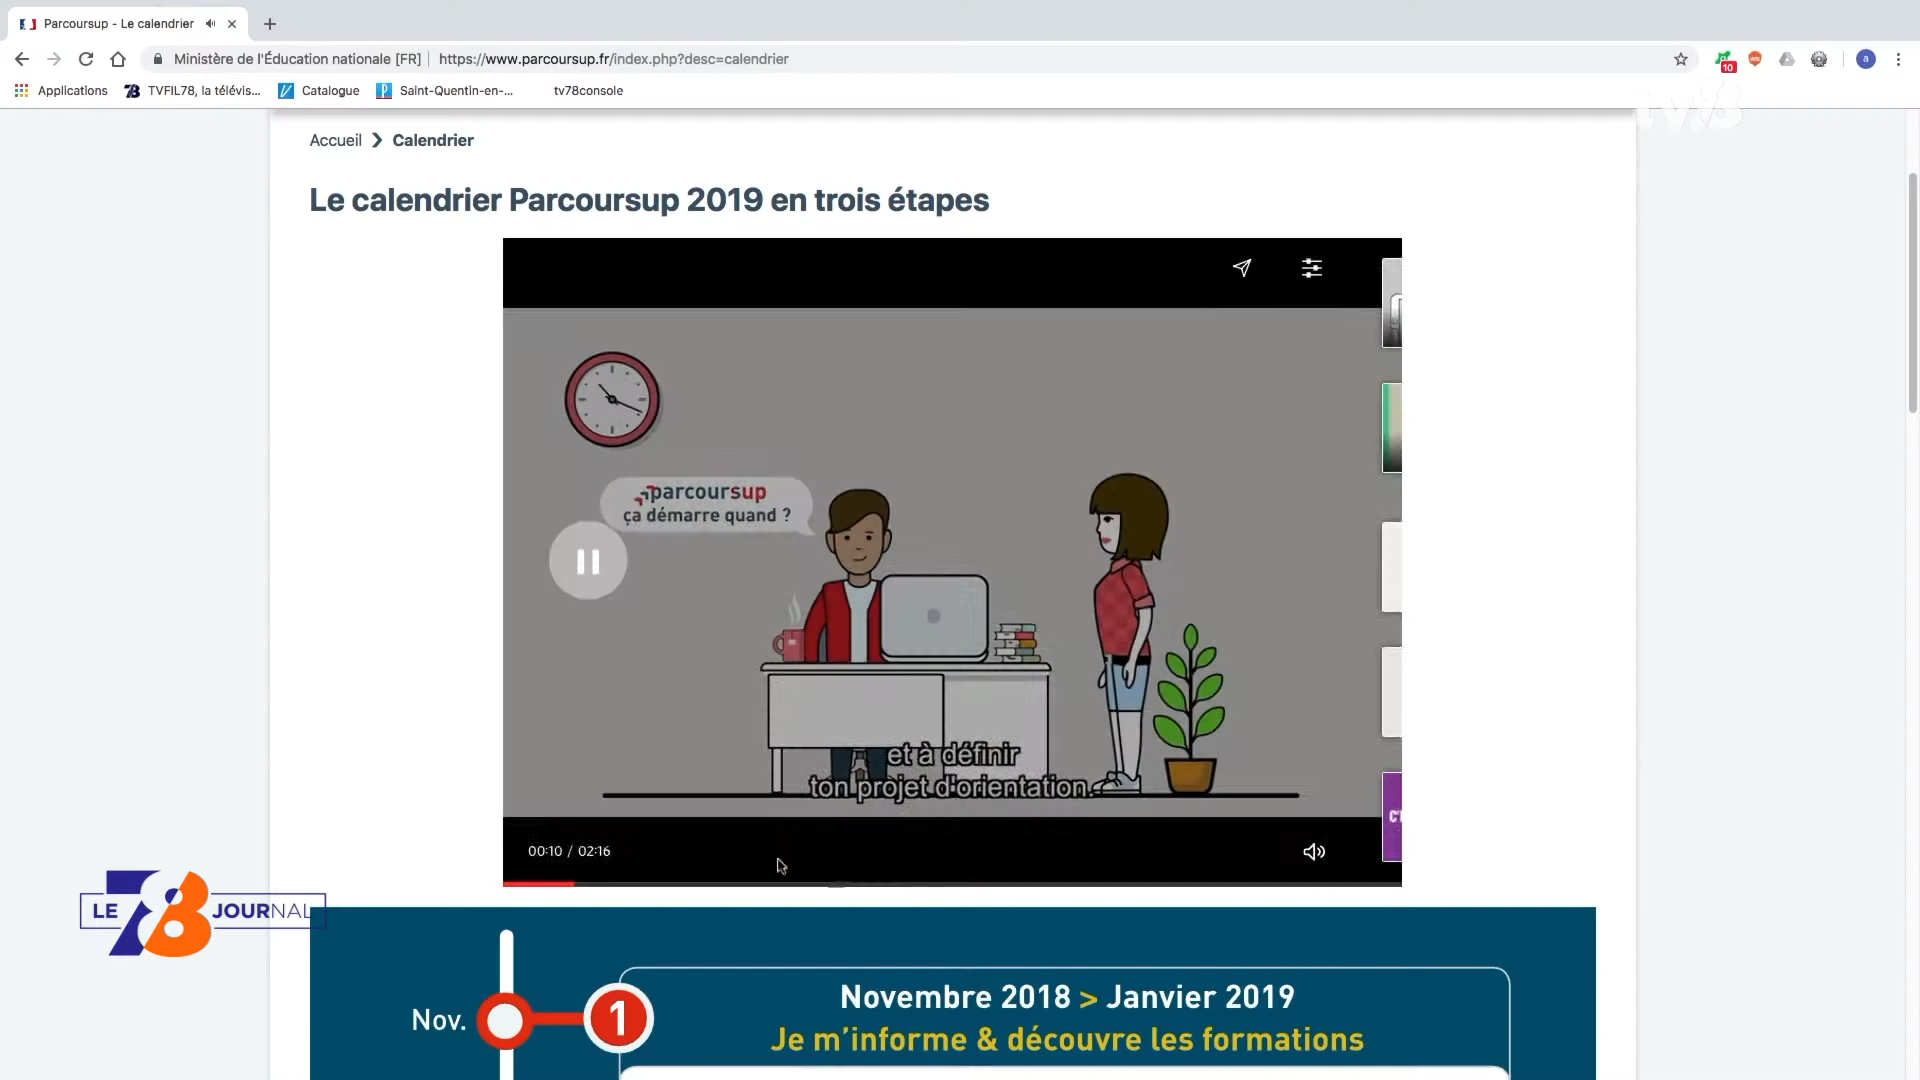 Parcoursup - Le calendrier
Ministère de l'Éducation nationale [FR] https://www.parcoursup.fr/index.php?desc=calendrier
10
a
Applications TVFIL78, la télévis... Catalogue Saint-Quentin-en-... tv78console
tv78
Accueil Calendrier
Le calendrier Parcoursup 2019 en trois étapes
parcoursup
ça démarre quand ?
et à définir
ton projet d'orientation.
00:10 / 02:16
LE 78 JOURNAL
Novembre 2018 > Janvier 2019
Nov. 1
Je m'informe & découvre les formations